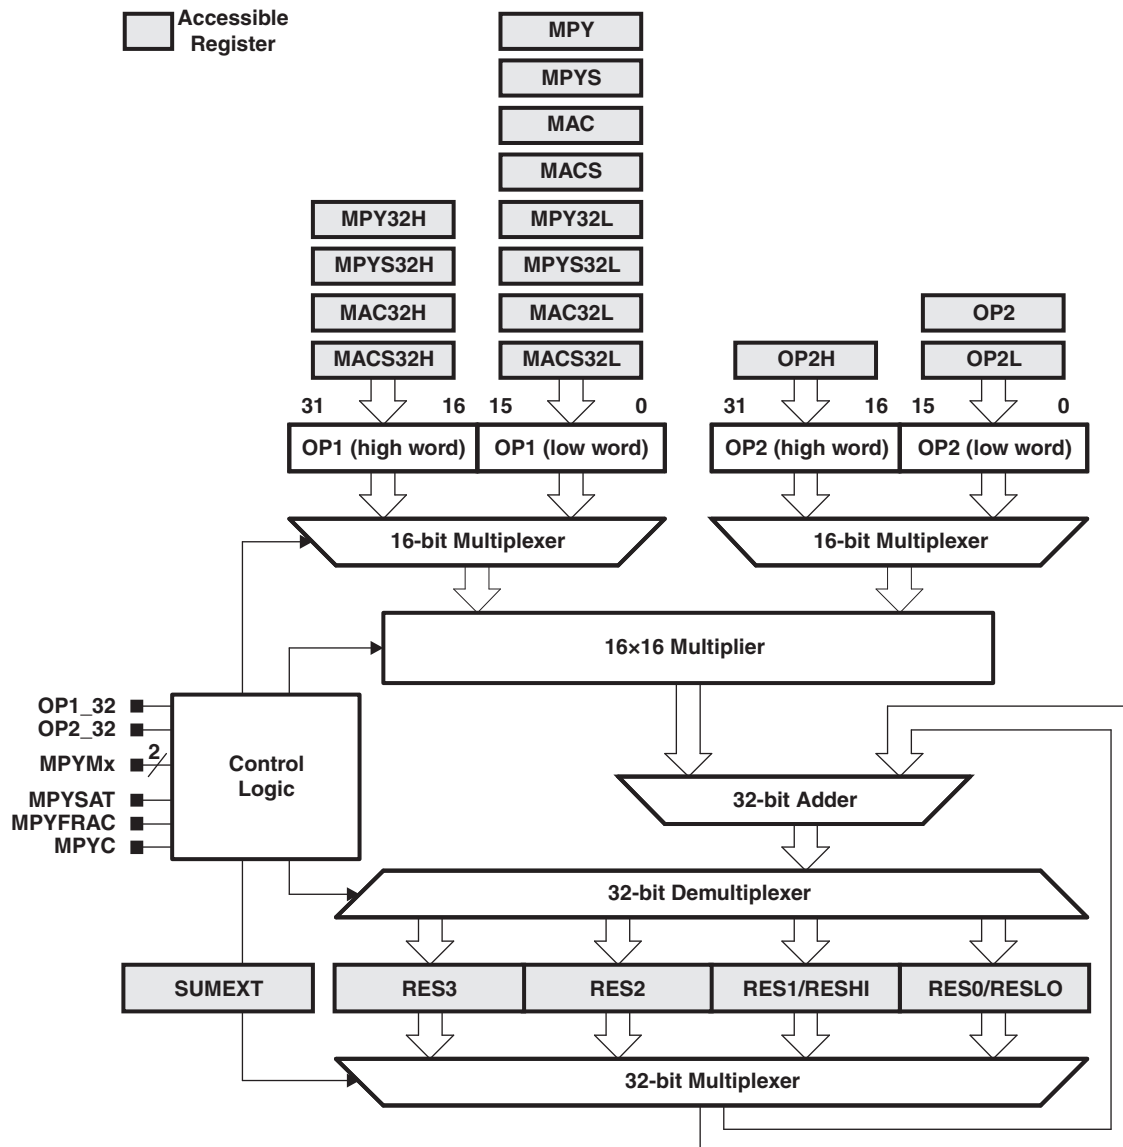 Accessible
Register
MPY
MPYS
MAC
MACS
MPY32H
MPY32L
MPYS32H
MPYS32L
MAC32H
MAC32L
OP2
MACS32H
MACS32L
OP2H
OP2L
31 16 15 0 31 16 15 0
OP1 (high word) OP1 (low word) OP2 (high word) OP2 (low word)
16-bit Multiplexer
16-bit Multiplexer
16×16 Multiplier
OP1_32
OP2_32
2
MPYMx
MPYSAT
MPYFRAC
MPYC
Control
Logic
32-bit Adder
32-bit Demultiplexer
SUMEXT
RES3
RES2
RES1/RESHI
RES0/RESLO
32-bit Multiplexer